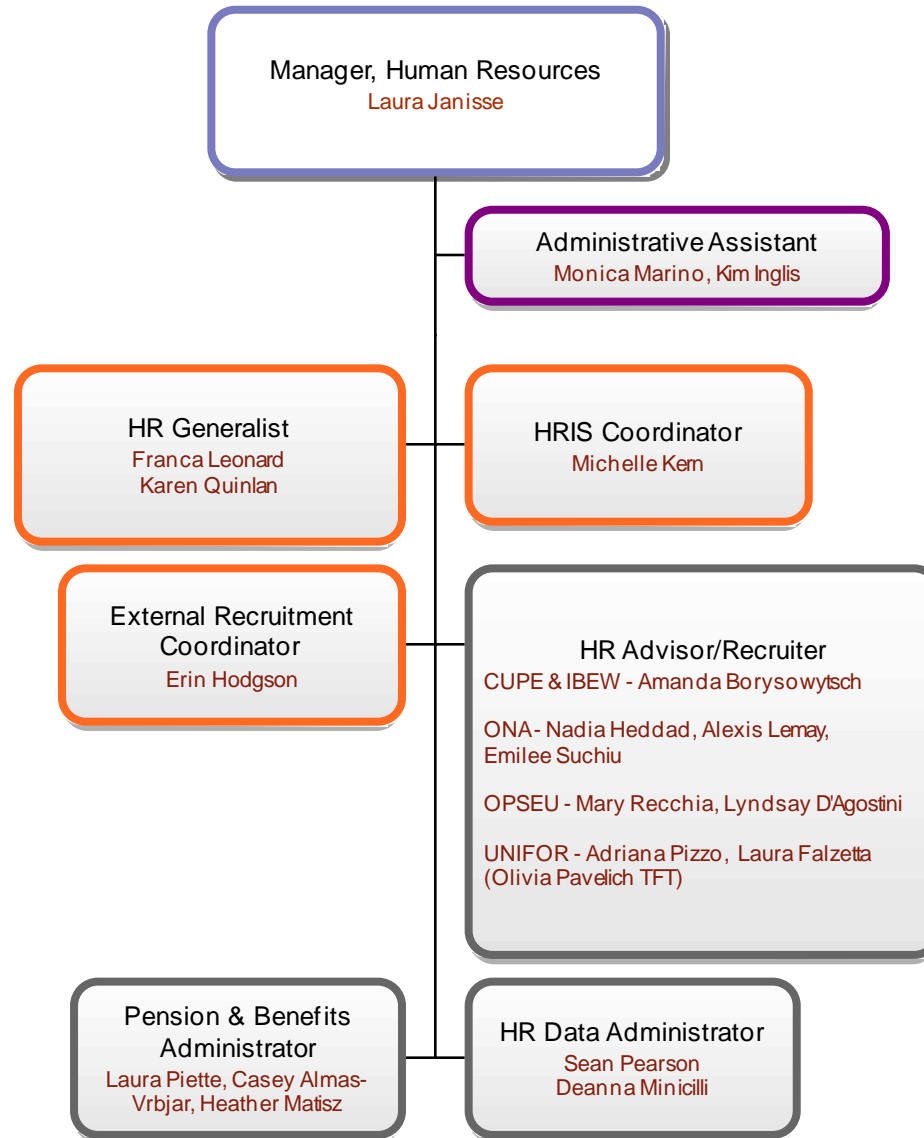 Manager, Human Resources
Laura Janisse
Administrative Assistant
Monica Marino, Kim Inglis
HR Generalist
Franca Leonard
Karen Quinlan
HRIS Coordinator
Michelle Kern
External Recruitment
Coordinator
Erin Hodgson
HR Advisor/Recruiter
CUPE & IBEW - Amanda Borysowytsch
ONA- Nadia Heddad, Alexis Lemay,
Emilee Suchiu
OPSEU - Mary Recchia, Lyndsay D'Agostini
UNIFOR - Adriana Pizzo, Laura Falzetta
(Olivia Pavelich TFT)
Pension & Benefits
Administrator
Laura Piette, Casey Almas-
Vrbjar, Heather Matisz
HR Data Administrator
Sean Pearson
Deanna Minicilli